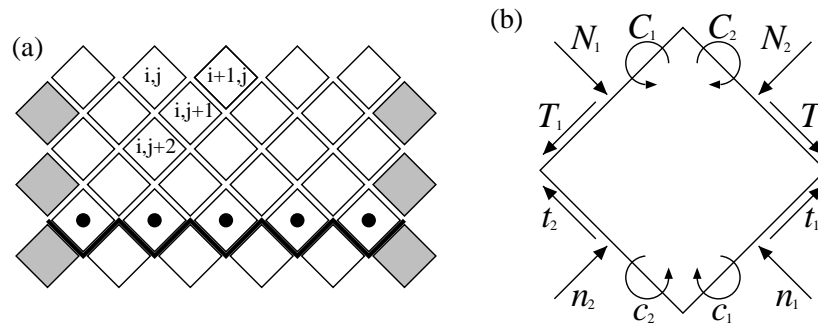 (a)
(b)
i,j
i+1,j
i,j+1
i,j+2
N1
C1
C2
N2
T1
T
t2
t1
n2
c2
c1
n1